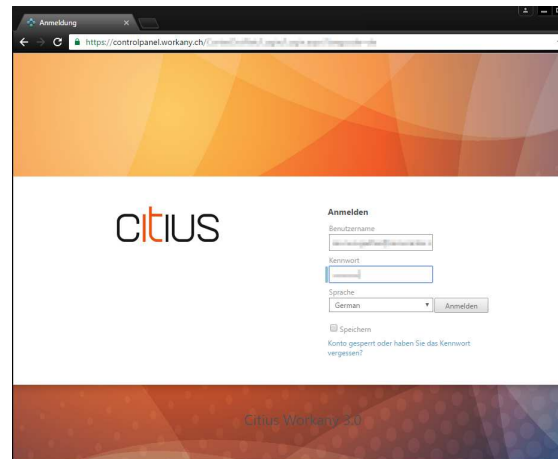 Anmeldung
https://controlpanel.workany.ch/
citius
Anmelden
Benutzername
Kennwort
Sprache
German
Anmelden
Speichern
Konto gesperrt oder haben Sie das Kennwort
vergessen?
Citius Workany 3.0